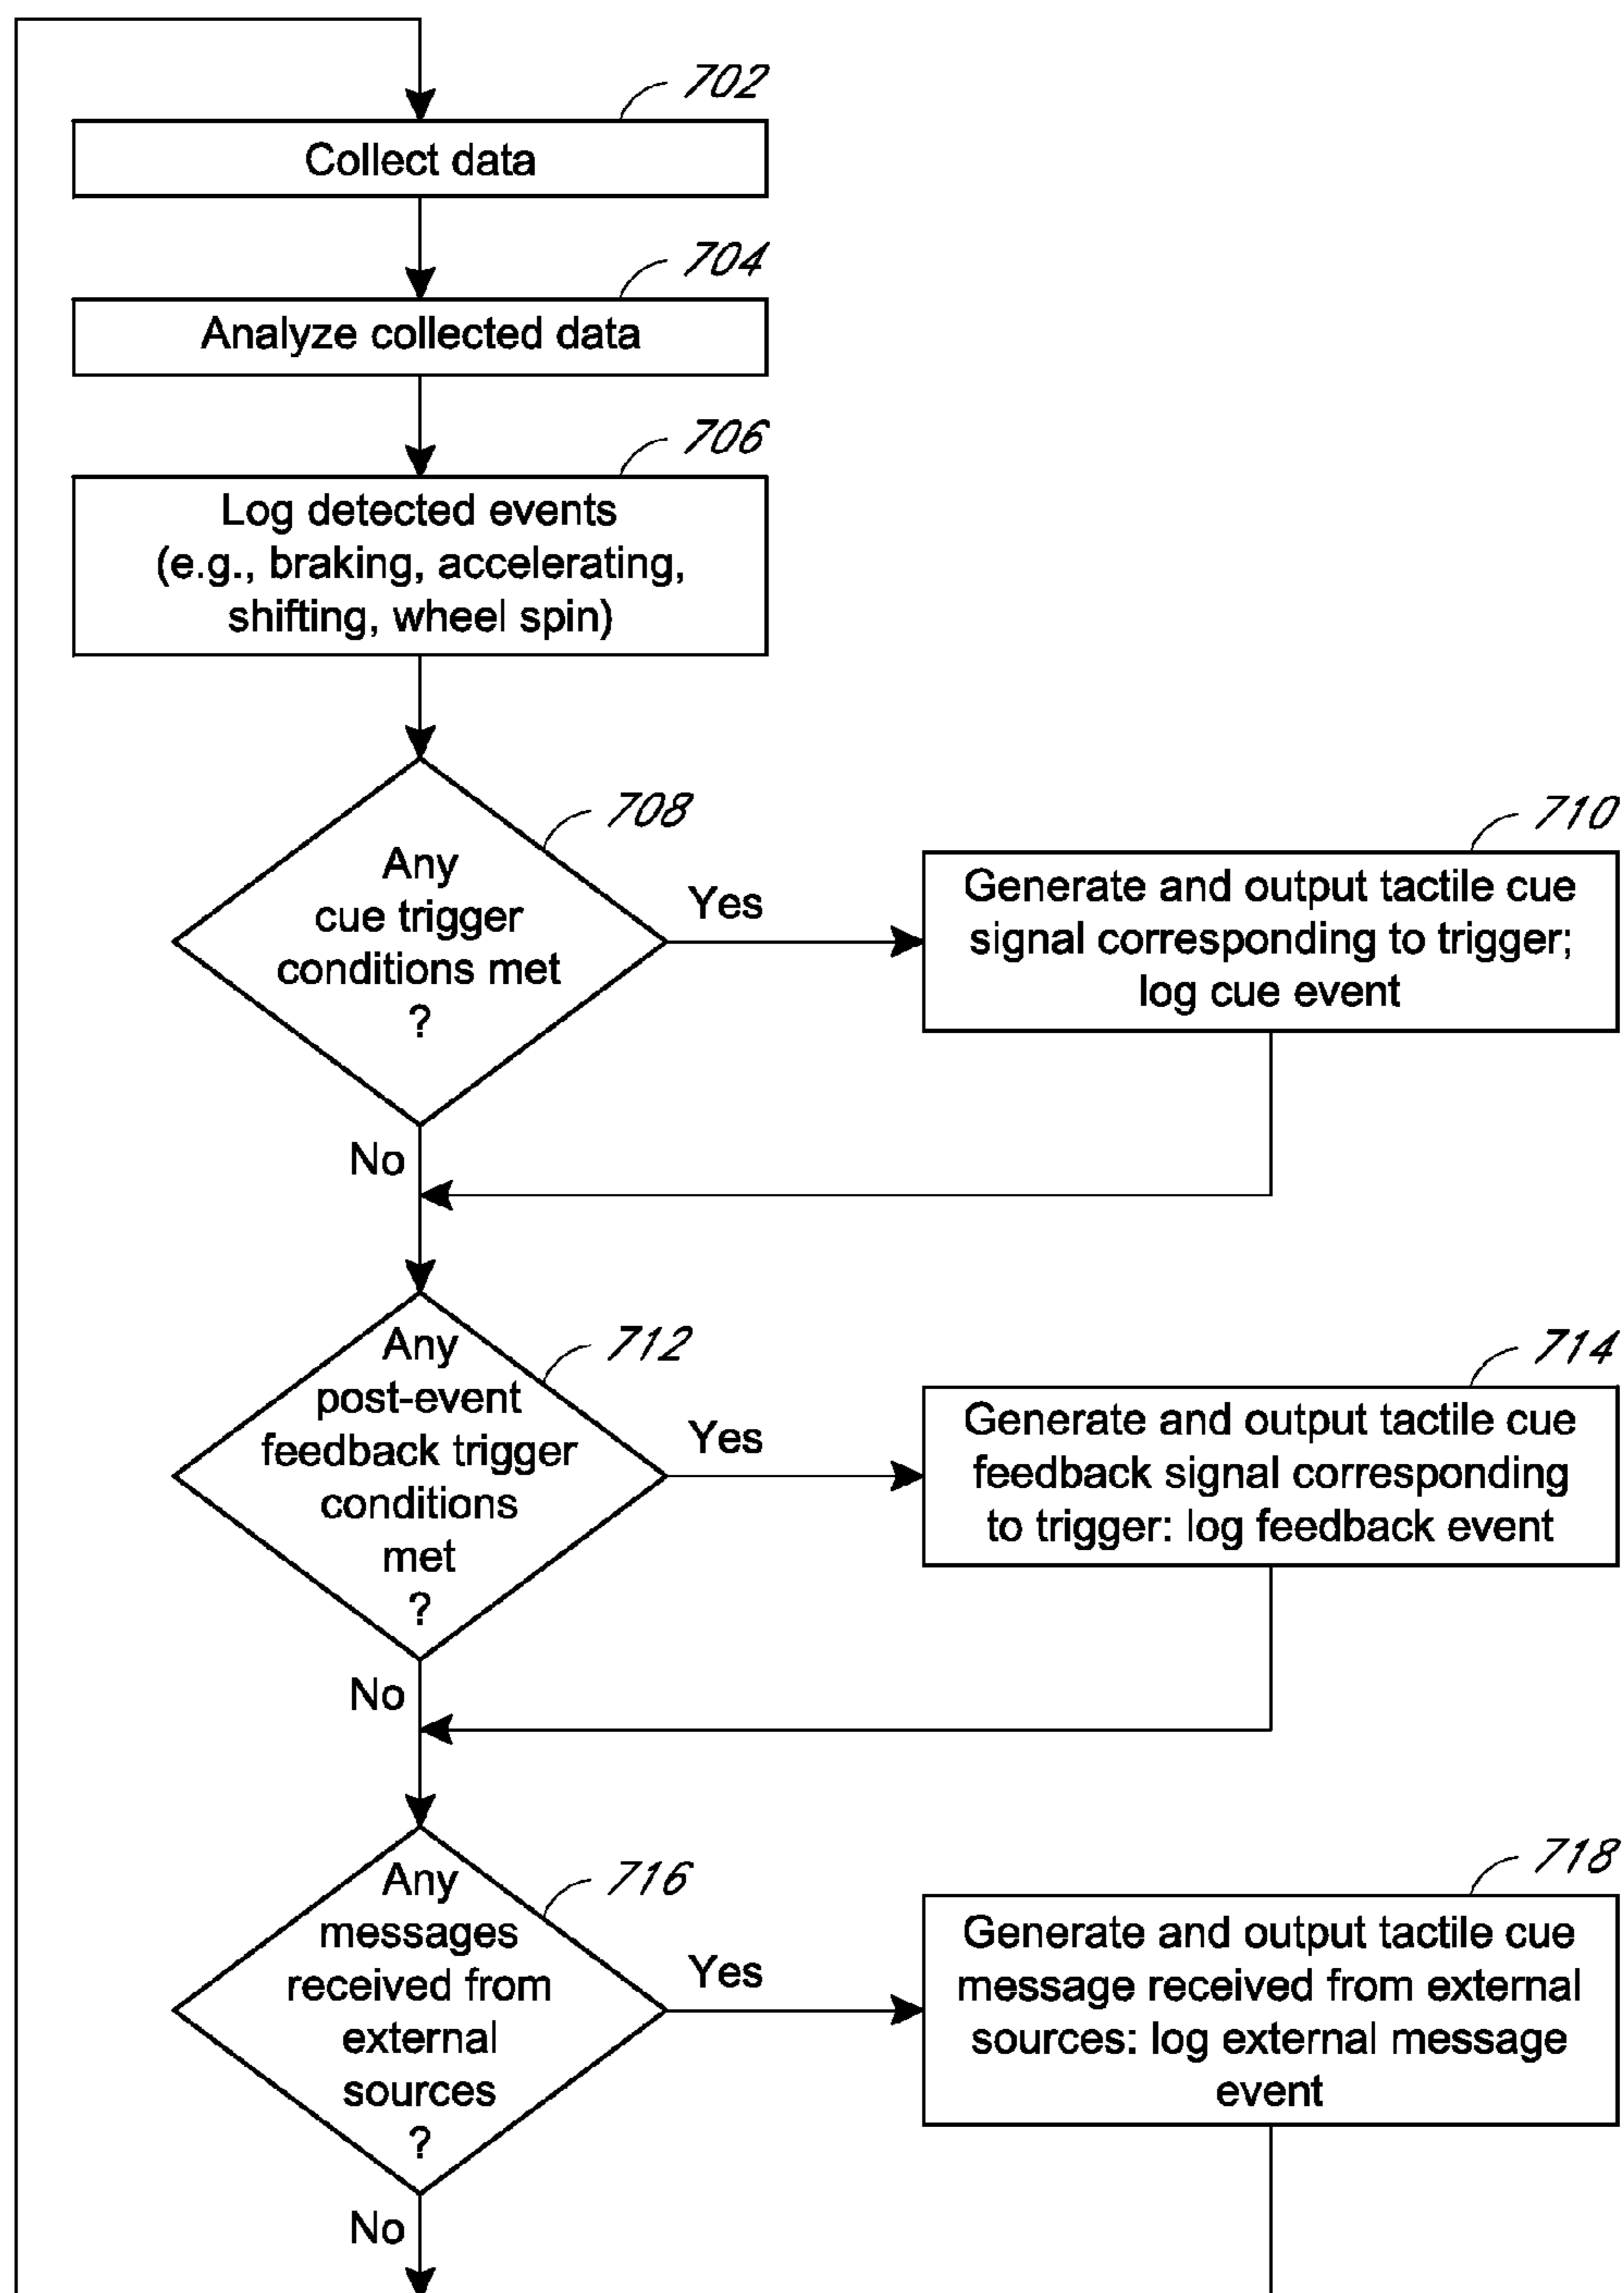 702
Collect data
704
Analyze collected data
706
Log detected events
(e.g., braking, accelerating,
shifting, wheel spin)
708
Any
cue trigger
conditions met
?
Yes
710
Generate and output tactile cue
signal corresponding to trigger;
log cue event
No
712
Any
post-event
feedback trigger
conditions
met
?
Yes
714
Generate and output tactile cue
feedback signal corresponding
to trigger: log feedback event
No
716
Any
messages
received from
external
sources
?
Yes
718
Generate and output tactile cue
message received from external
sources: log external message
event
No